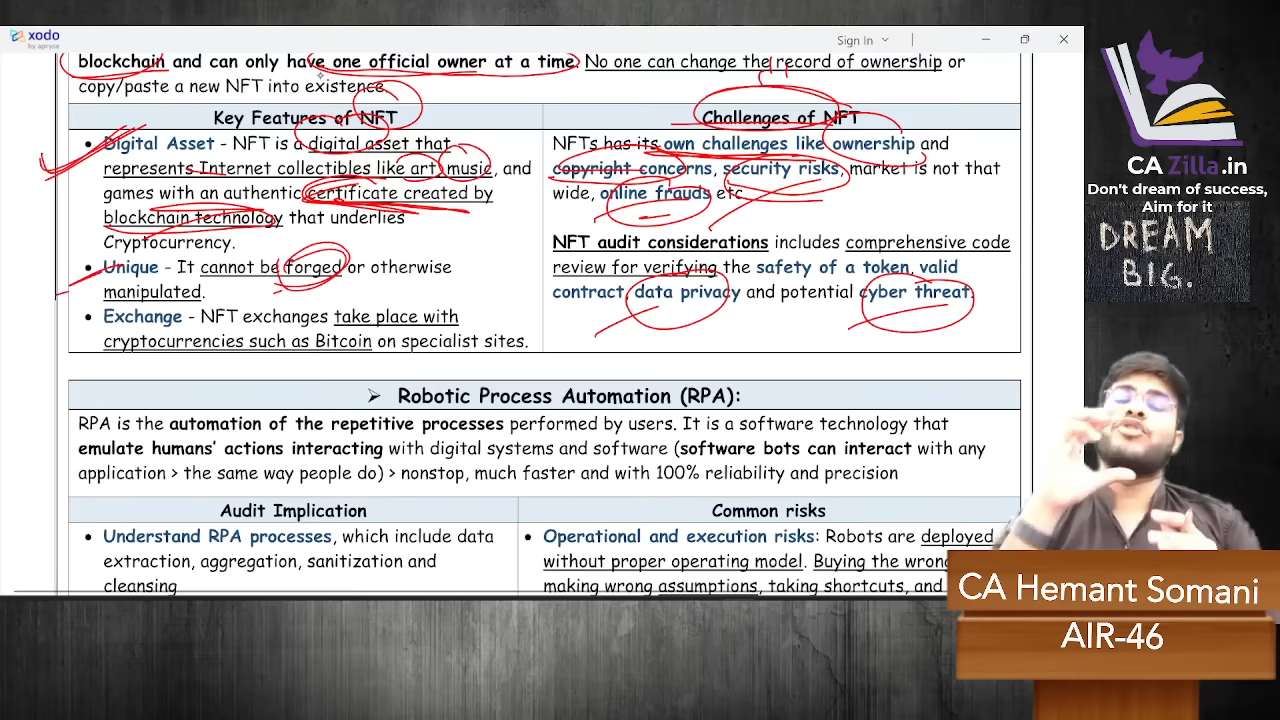 xodo
by apryse
Sign In
blockchain and can only have one official owner at a time. No one can change the record of ownership or
copy/paste a new NFT into existence.
Key Features of NFT
• Digital Asset - NFT is a digital asset that
represents Internet collectibles like art, music, and
games with an authentic certificate created by
blockchain technology that underlies
Cryptocurrency.
• Unique - It cannot be forged or otherwise
manipulated.
• Exchange - NFT exchanges take place with
cryptocurrencies such as Bitcoin on specialist sites.
Challenges of NFT
NFTs has its own challenges like ownership and
copyright concerns, security risks, market is not that
wide, online frauds etc
NFT audit considerations includes comprehensive code
review for verifying the safety of a token, valid
contract, data privacy and potential cyber threat.
➤ Robotic Process Automation (RPA):
RPA is the automation of the repetitive processes performed by users. It is a software technology that
emulate humans’ actions interacting with digital systems and software (software bots can interact with any
application > the same way people do) > nonstop, much faster and with 100% reliability and precision
Audit Implication
• Understand RPA processes, which include data
extraction, aggregation, sanitization and
cleansing
Common risks
• Operational and execution risks: Robots are deployed
without proper operating model. Buying the wrong
making wrong assumptions, taking shortcuts, and
CA Zilla.in
Don't dream of success,
Aim for it
DREAM
BIG.
CA Hemant Somani
AIR-46